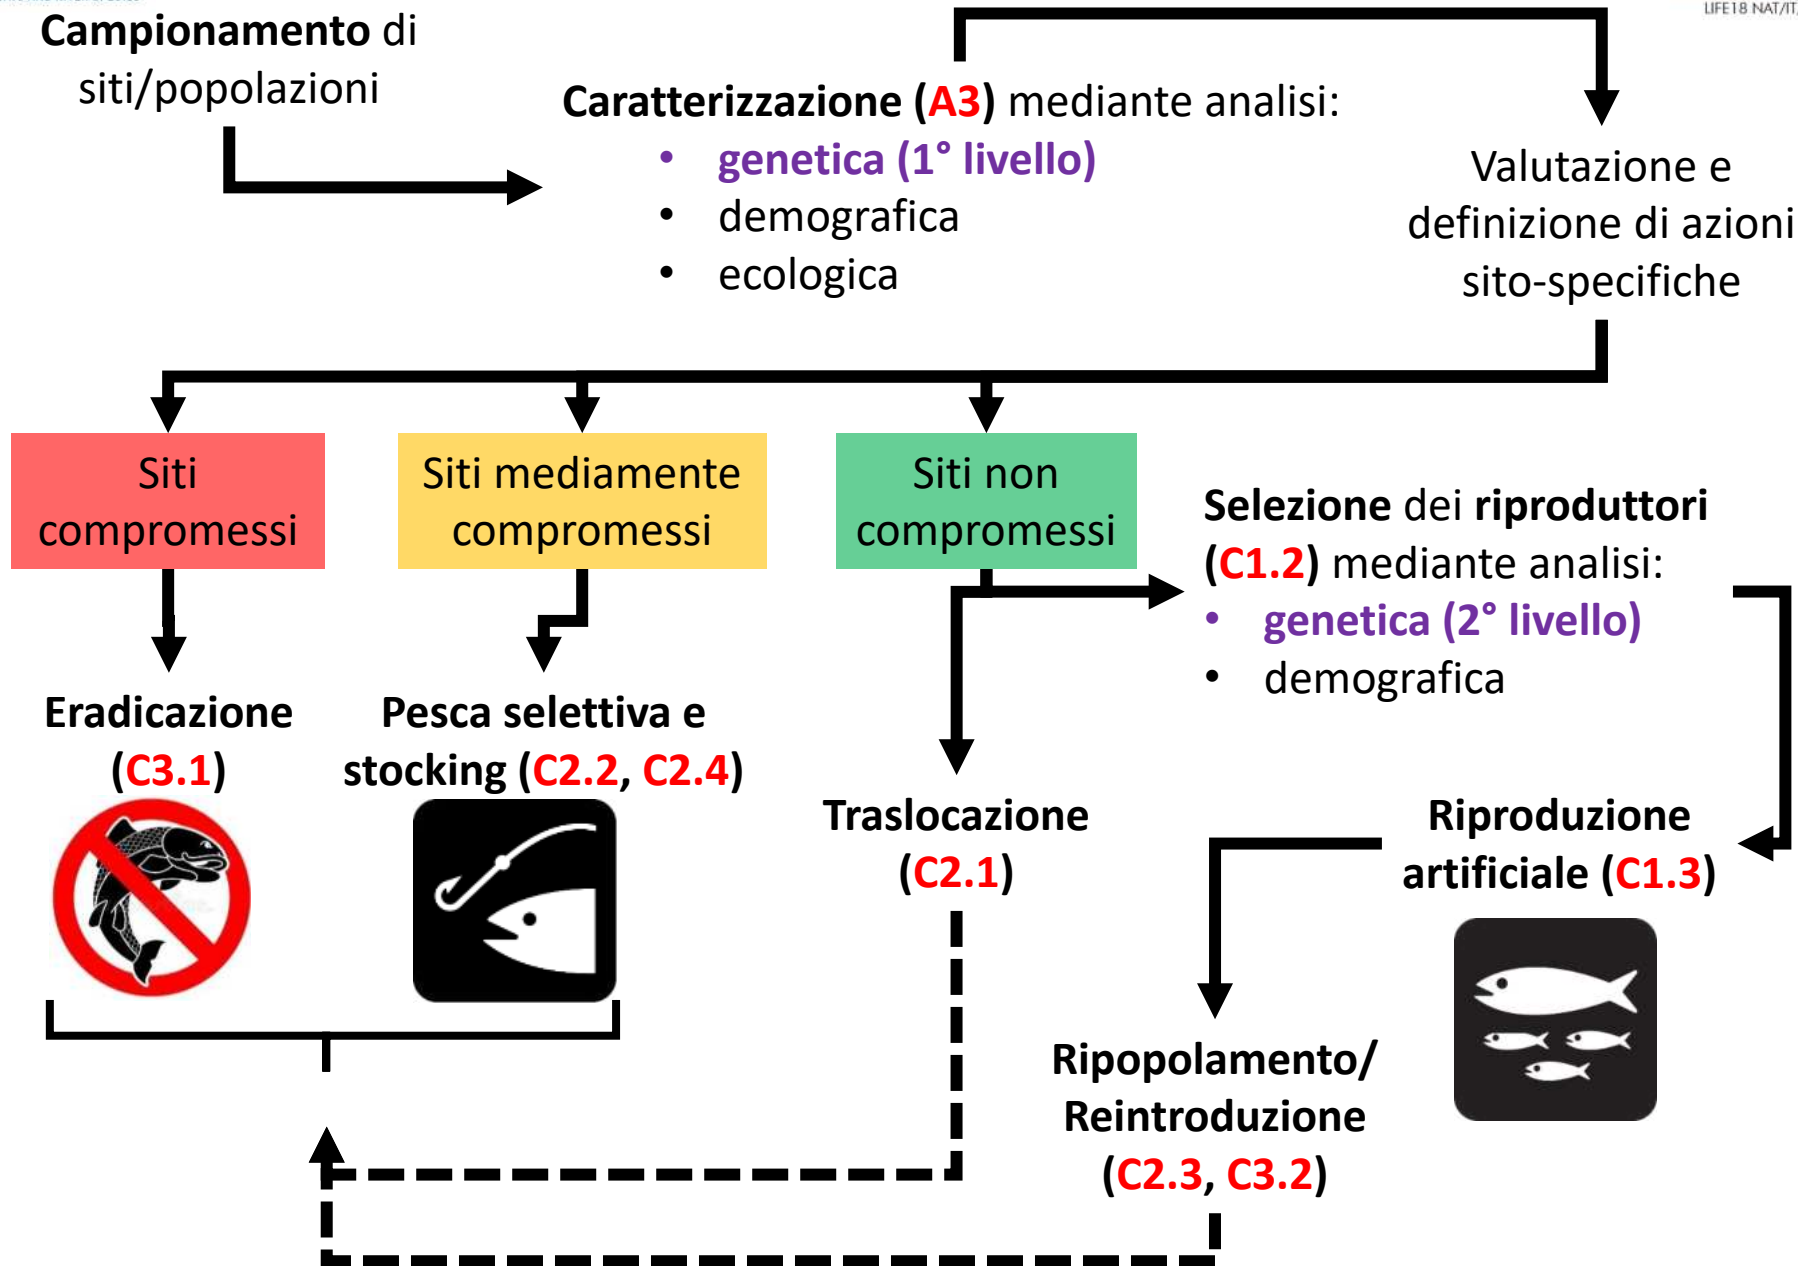 LIFE18 NAT/IT
Campionamento di
siti/popolazioni
Caratterizzazione (A3) mediante analisi:
• genetica (1° livello)
• demografica
• ecologica
Valutazione e
definizione di azioni
sito-specifiche
Siti
compromessi
Siti mediamente
compromessi
Siti non
compromessi
Selezione dei riproduttori
(C1.2) mediante analisi:
• genetica (2° livello)
• demografica
Eradicazione
(C3.1)
Pesca selettiva e
stocking (C2.2, C2.4)
Traslocazione
(C2.1)
Riproduzione
artificiale (C1.3)
Ripopolamento/
Reintroduzione
(C2.3, C3.2)